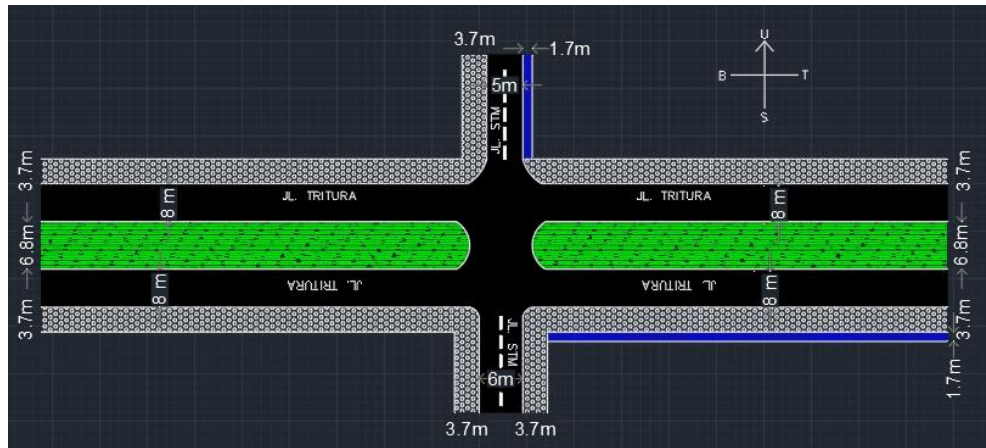 3.7m
1.7m
U
B
T
S
5m
JL. STM
3.7m
3.7m
JL. TRITURA
JL. TRITURA
8 m
8 m
6.8m
6.8m
JL. TRITURA
JL. TRITURA
8 m
8 m
3.7m
3.7m
JL. STM
6m
1.7m
3.7m
3.7m